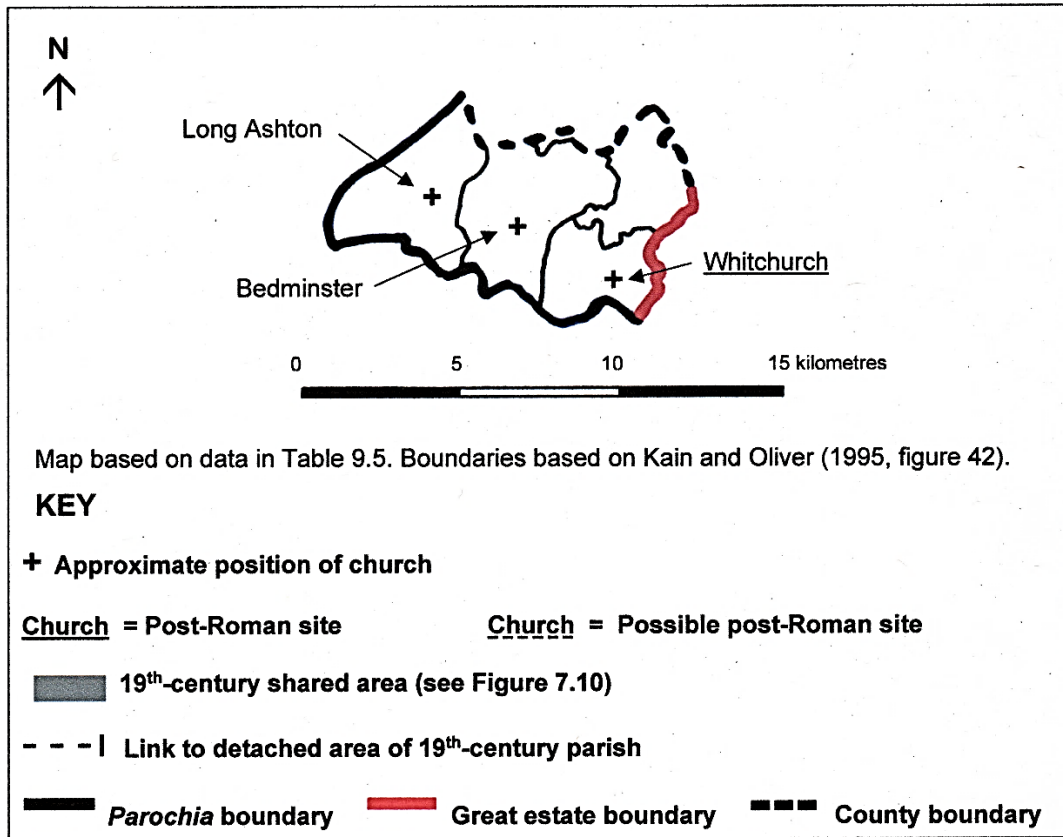 N
Long Ashton
Bedminster
Whitchurch
0 5 10 15 kilometres
Map based on data in Table 9.5. Boundaries based on Kain and Oliver (1995, figure 42).
KEY
+ Approximate position of church
Church = Post-Roman site Church = Possible post-Roman site
19th-century shared area (see Figure 7.10)
Link to detached area of 19th-century parish
Parochia boundary Great estate boundary County boundary